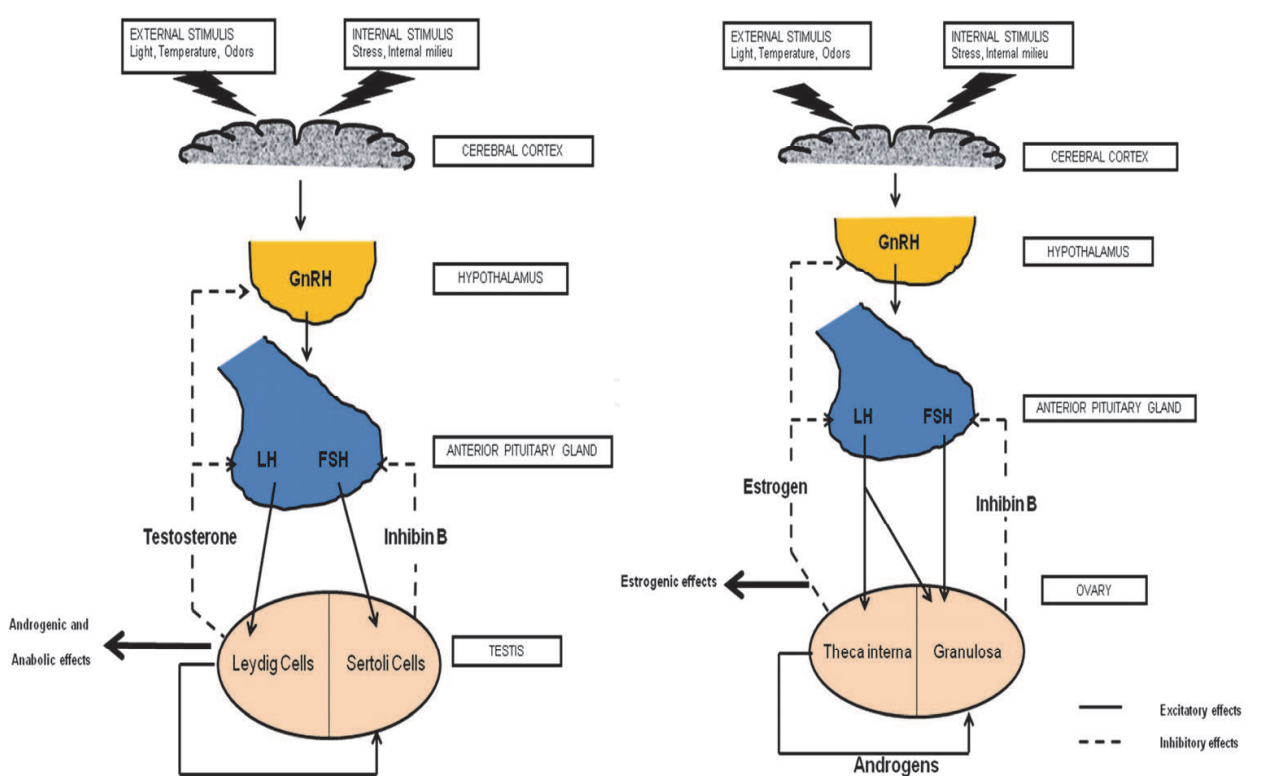 EXTERNAL STIMULIS
Light, Temperature, Odors
INTERNAL STIMULIS
Stress, Internal milieu
CEREBRAL CORTEX
GnRH
HYPOTHALAMUS
LH
FSH
ANTERIOR PITUITARY GLAND
Testosterone
Inhibin B
Androgenic and
Anabolic effects
Leydig Cells
Sertoli Cells
TESTIS
EXTERNAL STIMULIS
Light, Temperature, Odors
INTERNAL STIMULIS
Stress, Internal milieu
CEREBRAL CORTEX
GnRH
HYPOTHALAMUS
LH
FSH
ANTERIOR PITUITARY GLAND
Estrogen
Inhibin B
Estrogenic effects
OVARY
Theca interna
Granulosa
Androgens
Excitatory effects
Inhibitory effects